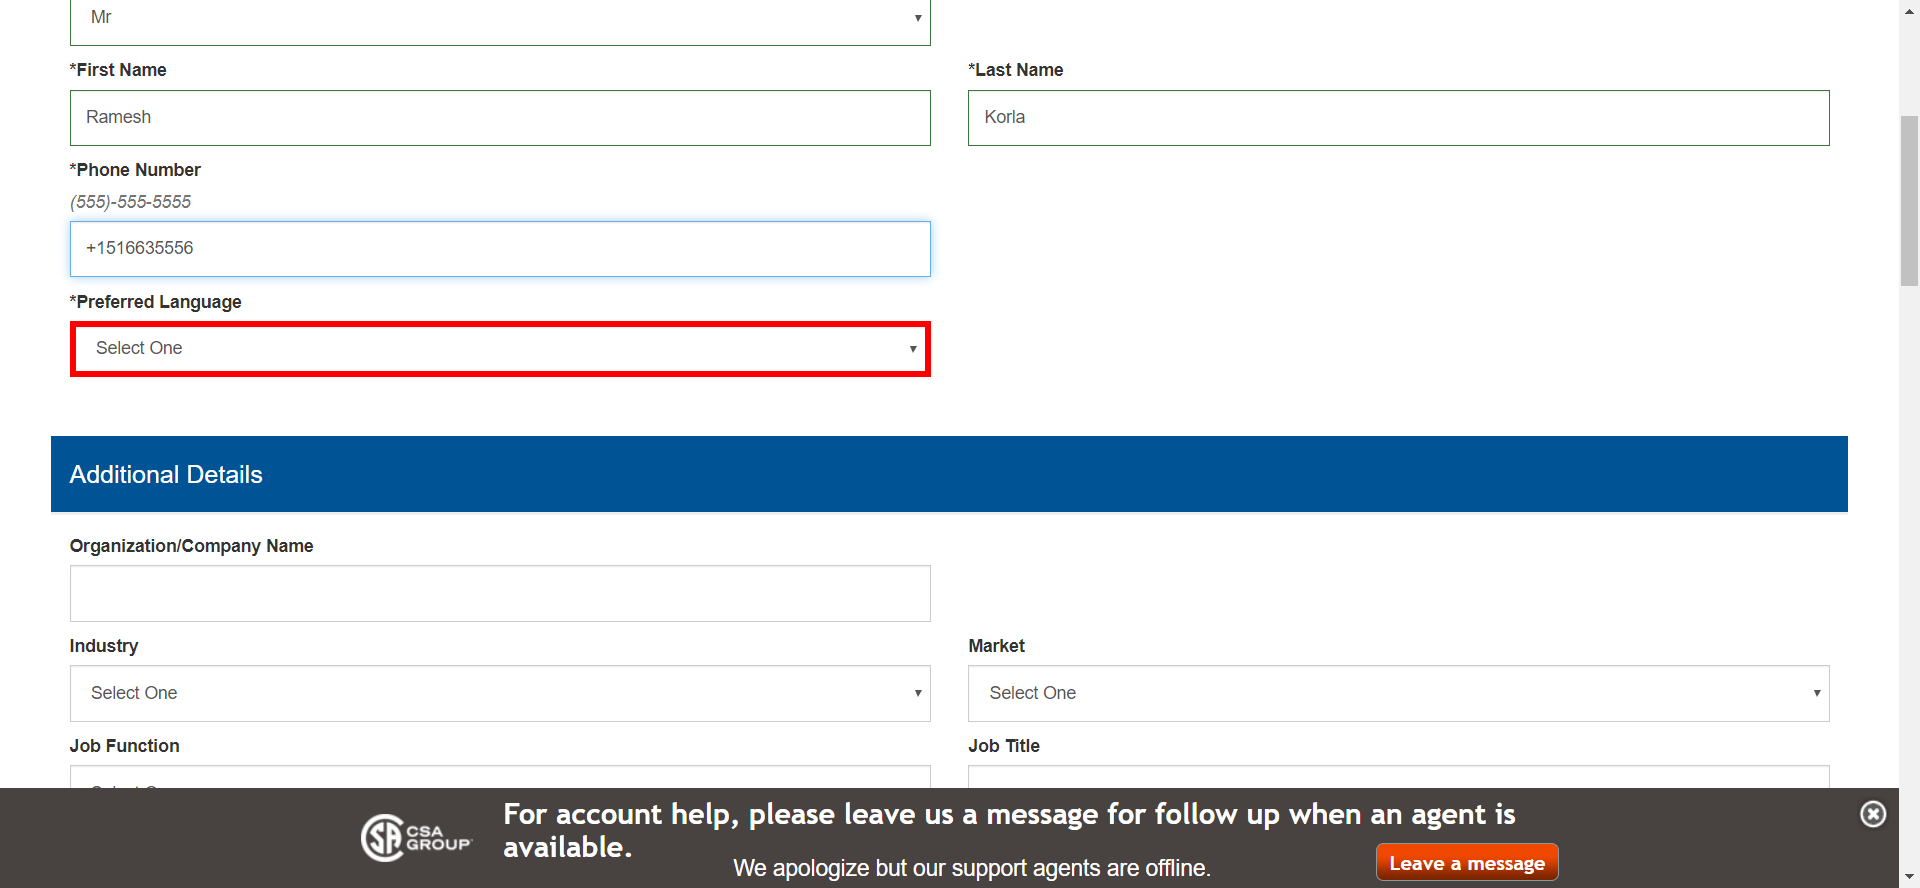 Mr
*First Name
*Last Name
Ramesh
Korla
*Phone Number
(555)-555-5555
+1516635556
*Preferred Language
Select One
Additional Details
Organization/Company Name
Industry
Market
Select One
Select One
Job Function
Job Title
CSA
GROUP
For account help, please leave us a message for follow up when an agent is
available.
We apologize but our support agents are offline.
Leave a message